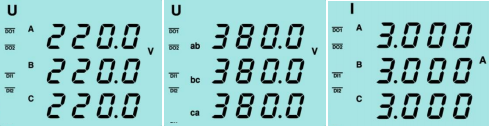 U
DO1 A 220.0
DO2 V
DI1 B 220.0
DI2 C 220.0
U
DO1 ab 380.0
DO2 V
DI1 bc 380.0
DI2 ca 380.0
I
DO1 A 3.000
DO2 A
DI1 B 3.000
DI2 C 3.000